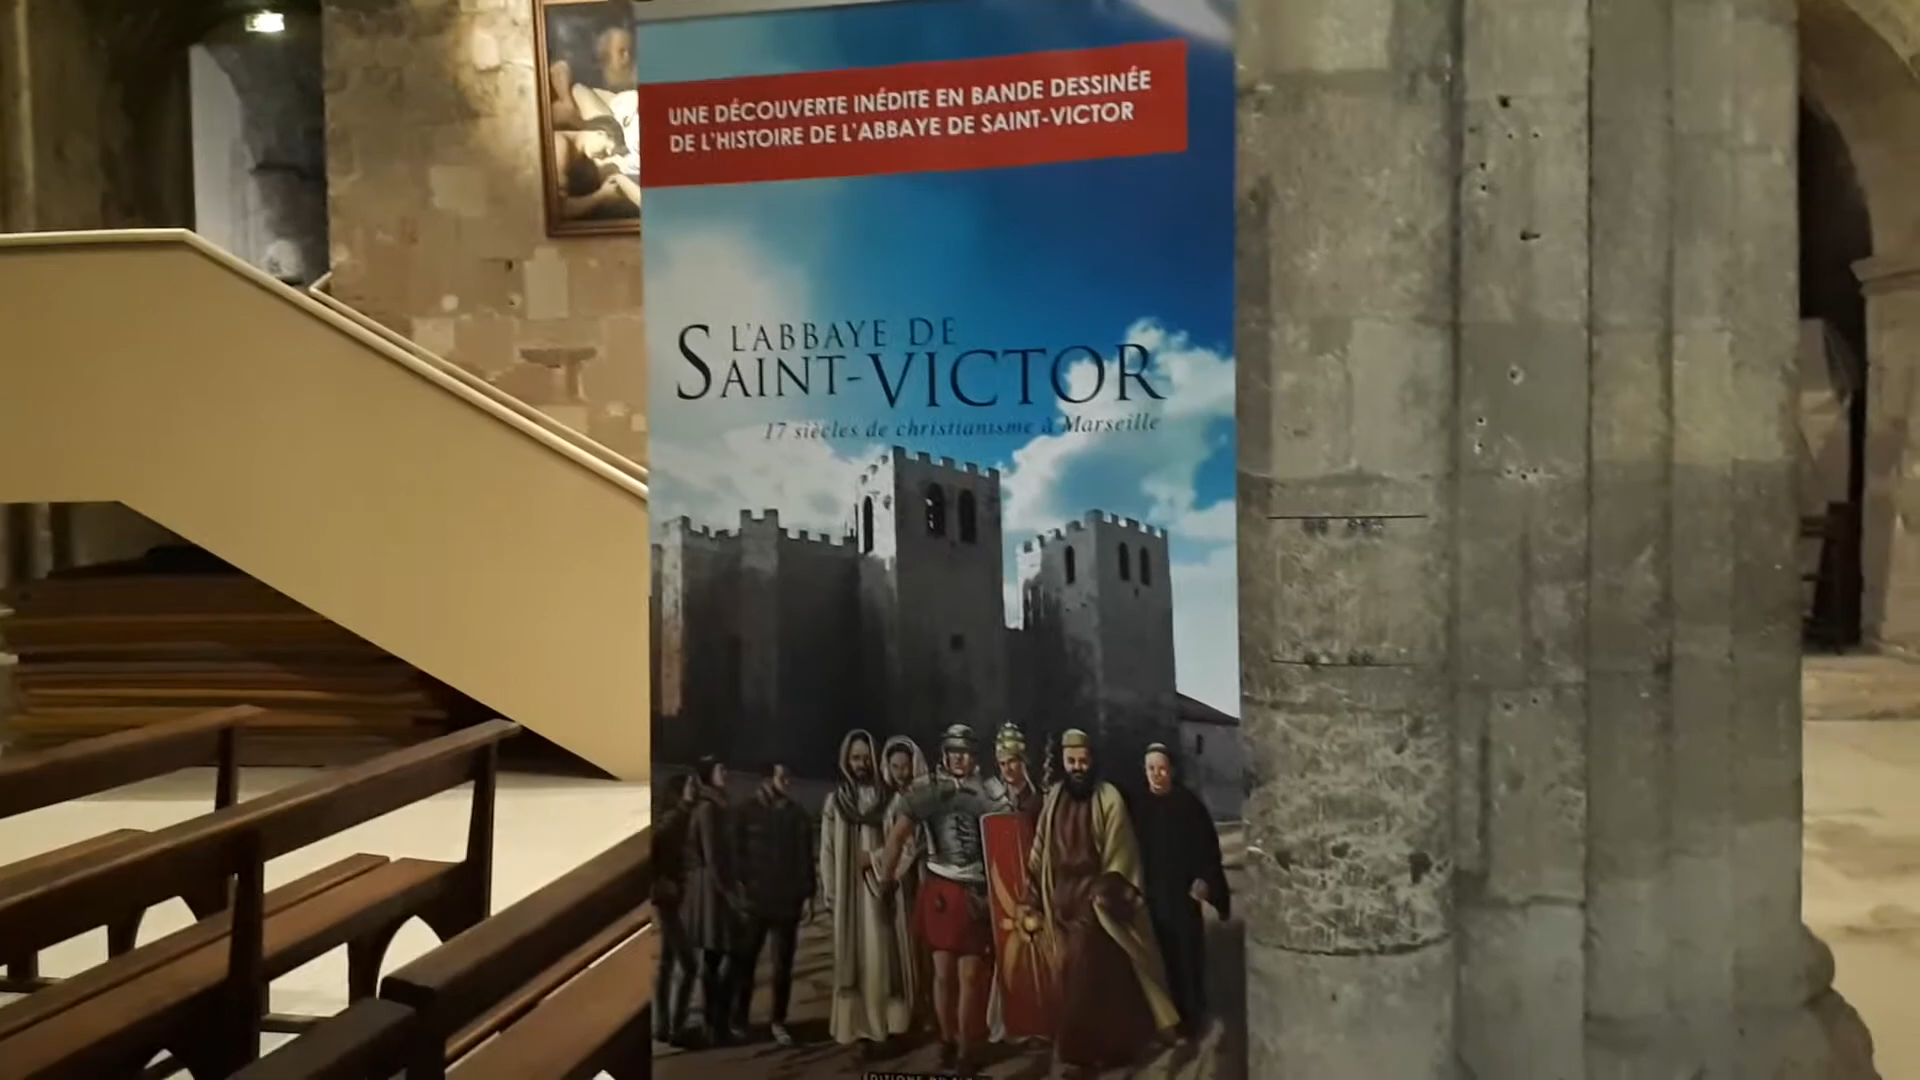 UNE DÉCOUVERTE INÉDITE EN BANDE DESSINÉE
DE L'HISTOIRE DE L'ABBAYE DE SAINT-VICTOR
L'ABBAYE DE
SAINT-VICTOR
17 siècles de christianisme à Marseille